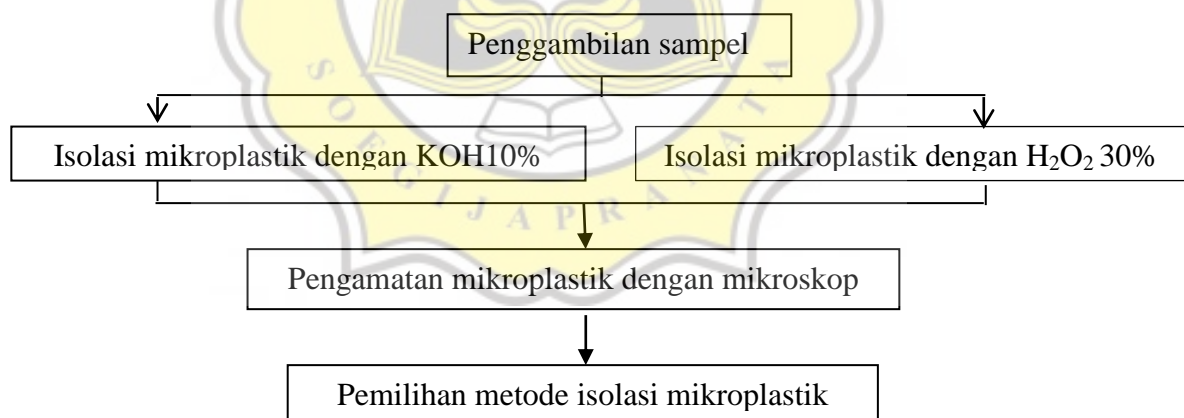 Penggambilan sampel
Isolasi mikroplastik dengan KOH10%
Isolasi mikroplastik dengan H₂O₂ 30%
SOEGIJAPRANATA
Pengamatan mikroplastik dengan mikroskop
Pemilihan metode isolasi mikroplastik